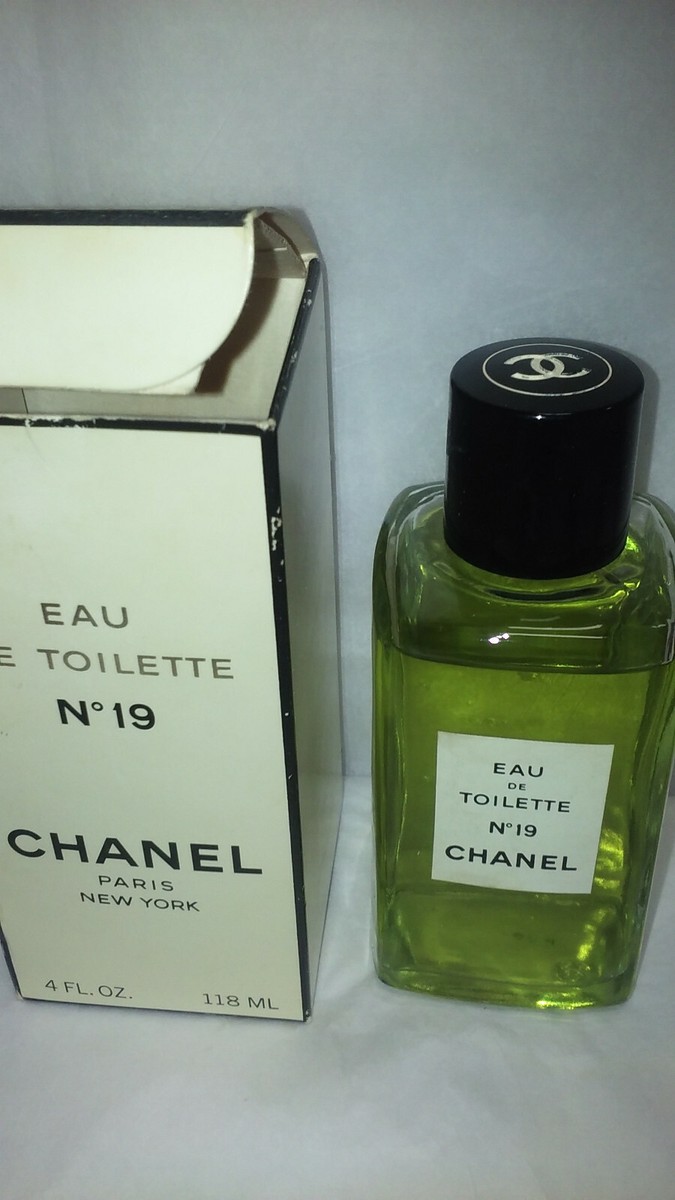 EAU
E TOILETTE
N° 19
CHANEL
PARIS
NEW YORK
4 FL. OZ. 118 ML
EAU
DE
TOILETTE
N° 19
CHANEL